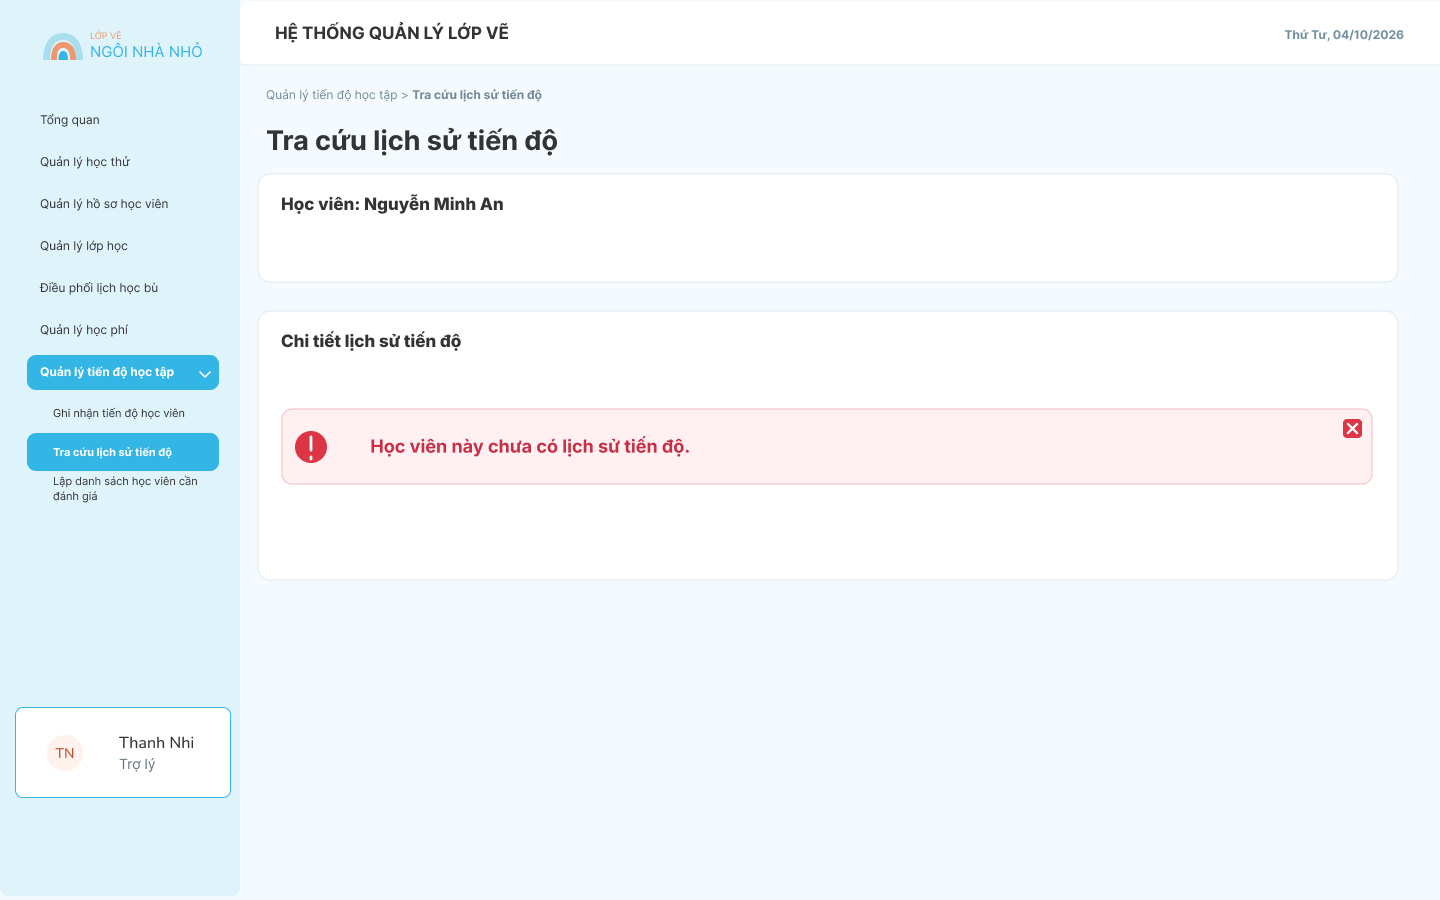 LỚP VẼ
NGÔI NHÀ NHỎ
Tổng quan
Quản lý học thử
Quản lý hồ sơ học viên
Quản lý lớp học
Điều phối lịch học bù
Quản lý học phí
Quản lý tiến độ học tập
Ghi nhận tiến độ học viên
Tra cứu lịch sử tiến độ
Lập danh sách học viên cần
đánh giá
TN
Thanh Nhi
Trợ lý
HỆ THỐNG QUẢN LÝ LỚP VẼ
Thứ Tư, 04/10/2026
Quản lý tiến độ học tập > Tra cứu lịch sử tiến độ
Tra cứu lịch sử tiến độ
Học viên: Nguyễn Minh An
Chi tiết lịch sử tiến độ
Học viên này chưa có lịch sử tiến độ.